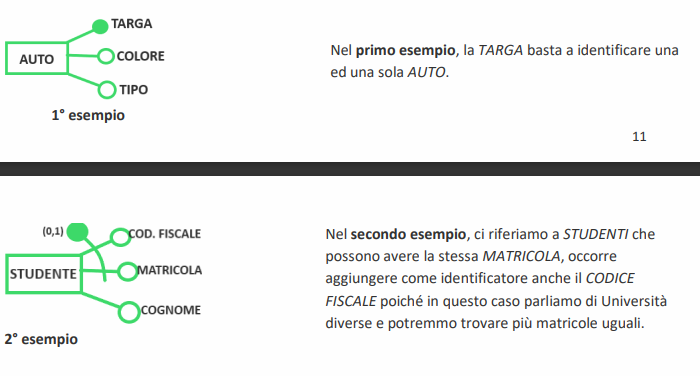 TARGA
AUTO
COLORE
TIPO
1° esempio
Nel primo esempio, la TARGA basta a identificare una
ed una sola AUTO.
11
(0,1)
COD. FISCALE
STUDENTE
MATRICOLA
COGNOME
2° esempio
Nel secondo esempio, ci riferiamo a STUDENTI che
possono avere la stessa MATRICOLA, occorre
aggiungere come identificatore anche il CODICE
FISCALE poiché in questo caso parliamo di Università
diverse e potremmo trovare più matricole uguali.